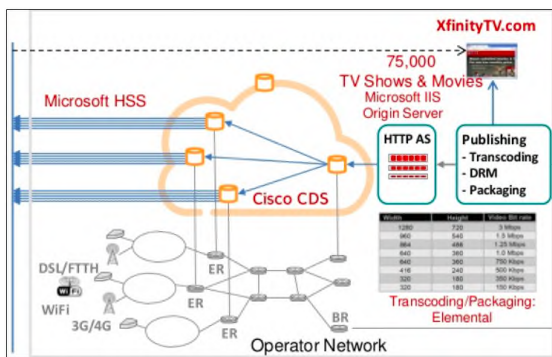 XfinityTV.com
75,000
TV Shows & Movies
Microsoft IIS
Origin Server
Microsoft HSS
HTTP AS
Publishing
- Transcoding
- DRM
- Packaging
Cisco CDS
Width Height Video Bit rate
1280 720 3 Mbps
960 540 1.5 Mbps
864 486 1.25 Mbps
640 360 1.0 Mbps
640 360 750 Kbps
416 240 500 Kbps
320 180 350 Kbps
320 180 150 Kbps
Transcoding/Packaging:
Elemental
DSL/FTTH
WiFi
WiFi
3G/4G
ER
ER
ER
BR
Operator Network